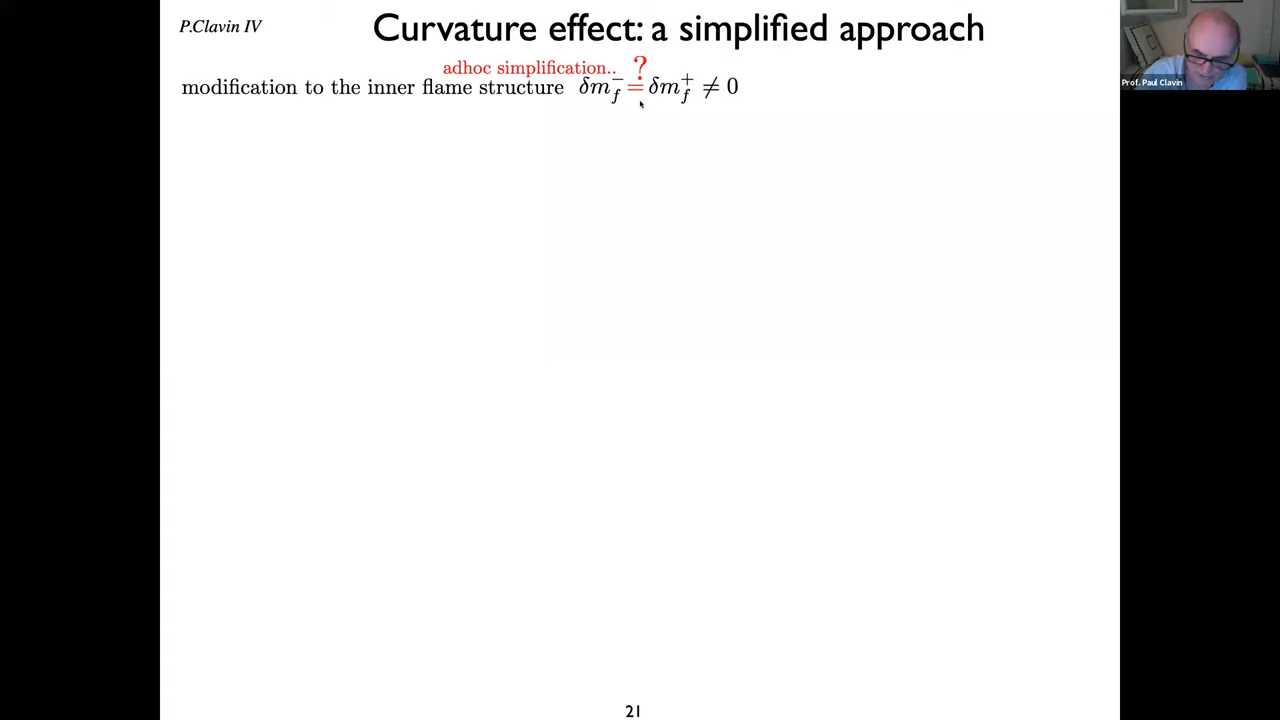 P.Clavin IV
Curvature effect: a simplified approach
adhoc simplification.. ?
modification to the inner flame structure δm_f^- = δm_f^+ ≠ 0
Prof. Paul Clavin
21